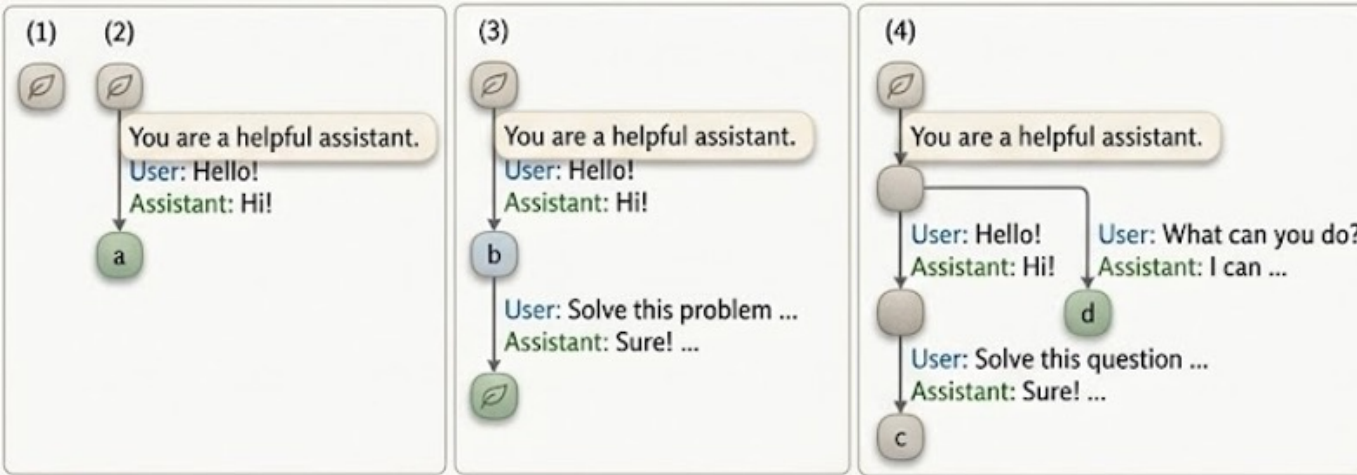 (1)
(2)
You are a helpful assistant.
User: Hello!
Assistant: Hi!
a
(3)
You are a helpful assistant.
User: Hello!
Assistant: Hi!
b
User: Solve this problem ...
Assistant: Sure! ...
(4)
You are a helpful assistant.
User: Hello!
Assistant: Hi!
User: What can you do?
Assistant: I can ...
d
User: Solve this question ...
Assistant: Sure! ...
c